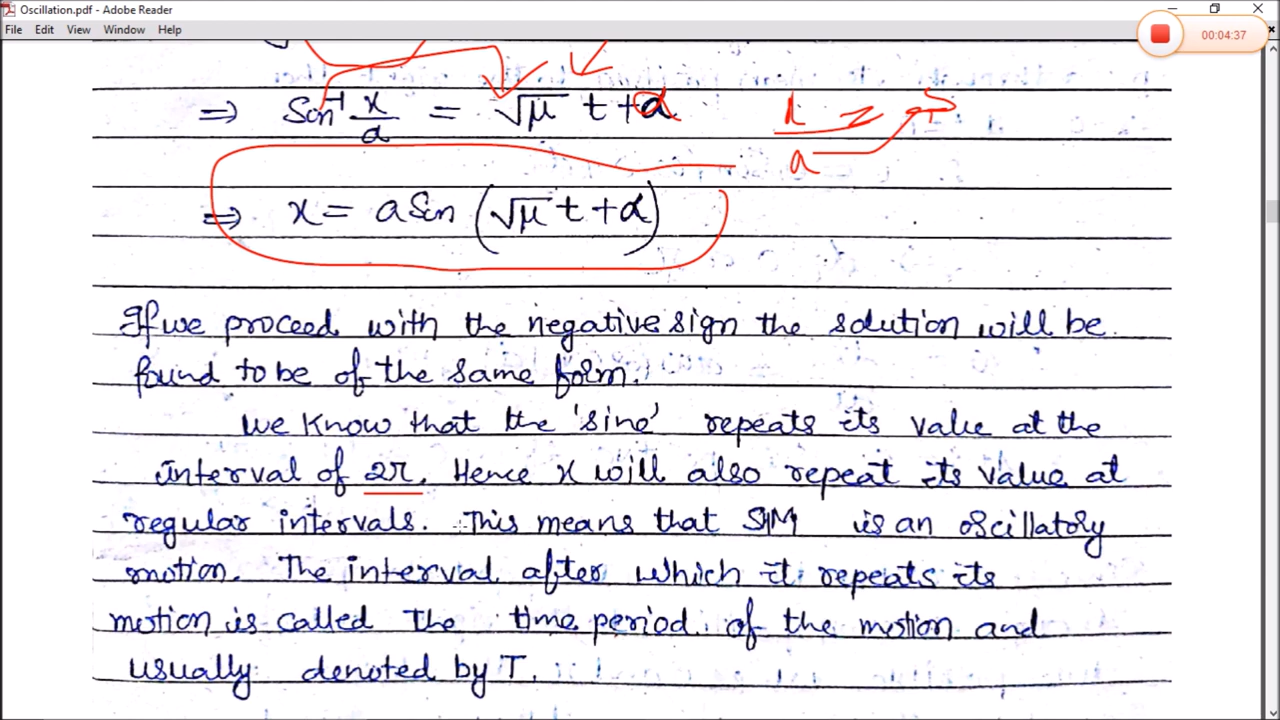 Oscillation.pdf - Adobe Reader
File Edit View Window Help
00:04:37
⇒ Sin⁻¹ x/a = √μ t + α
x/a =
⇒ x = a Sin (√μ t + α)
If we proceed with the negative sign the solution will be
found to be of the same form.
We know that the 'sine' repeats its value at the
interval of 2π. Hence x will also repeat its value at
regular intervals. This means that SHM is an oscillatory
motion. The interval after which it repeats its
motion is called the time period of the motion and
usually denoted by T.